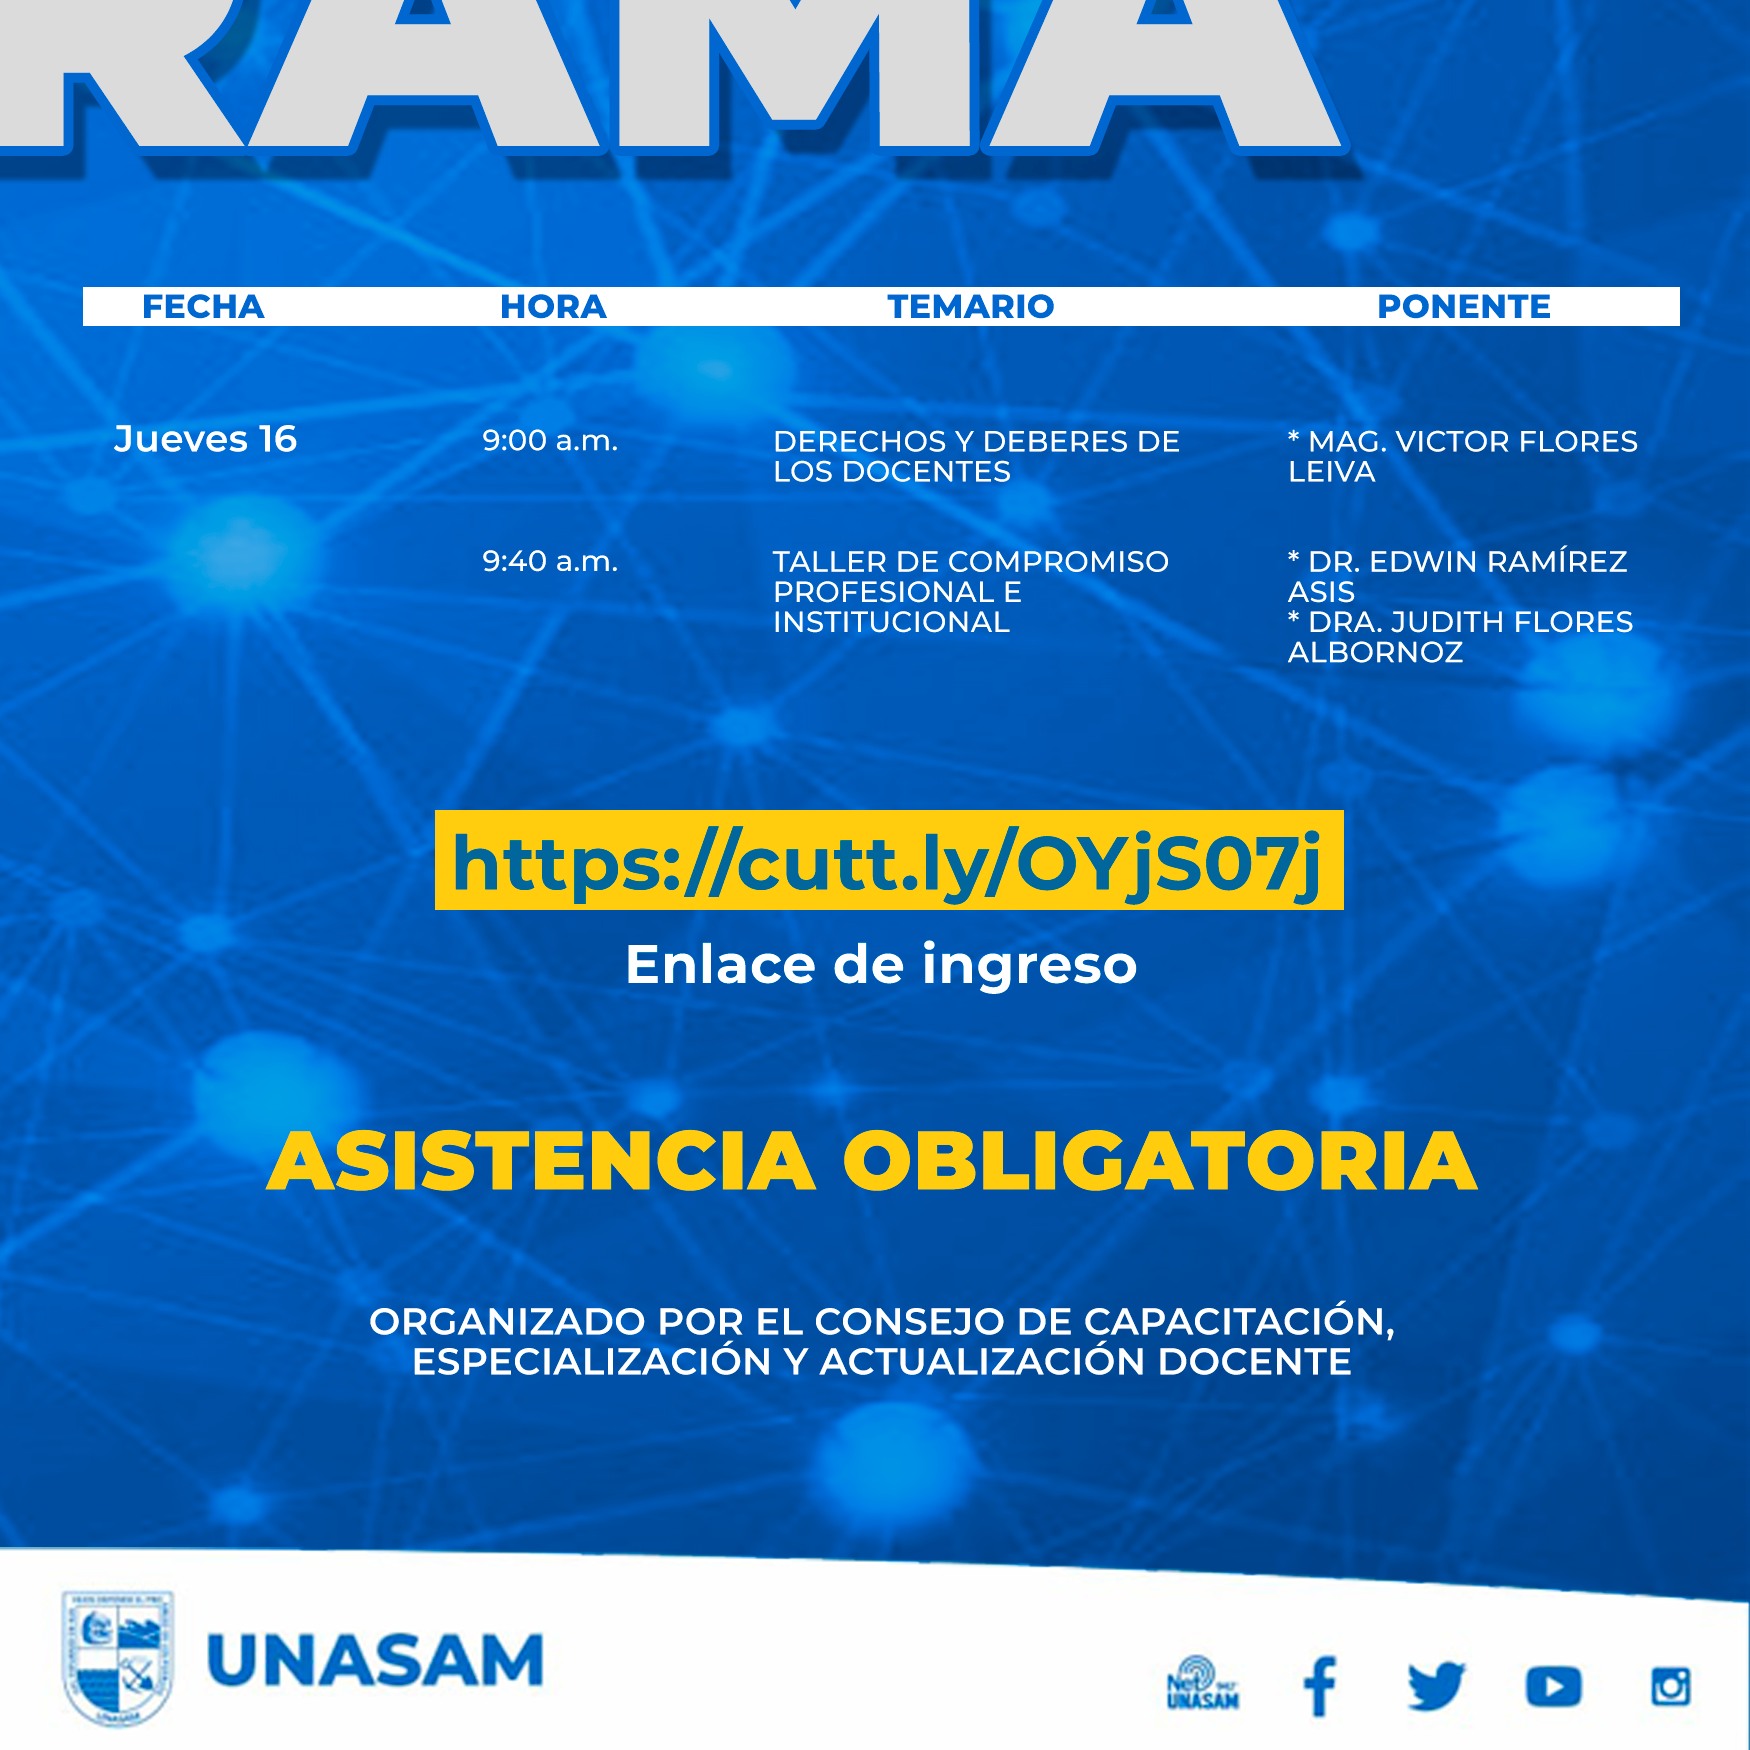 RAMA
FECHA HORA TEMARIO PONENTE
Jueves 16 9:00 a.m. DERECHOS Y DEBERES DE * MAG. VICTOR FLORES
LOS DOCENTES LEIVA
9:40 a.m. TALLER DE COMPROMISO * DR. EDWIN RAMÍREZ
PROFESIONAL E ASIS
INSTITUCIONAL * DRA. JUDITH FLORES
ALBORNOZ
https://cutt.ly/OYjS07j
Enlace de ingreso
ASISTENCIA OBLIGATORIA
ORGANIZADO POR EL CONSEJO DE CAPACITACIÓN,
ESPECIALIZACIÓN Y ACTUALIZACIÓN DOCENTE
UNASAM
UNASAM
Net
UNASAM